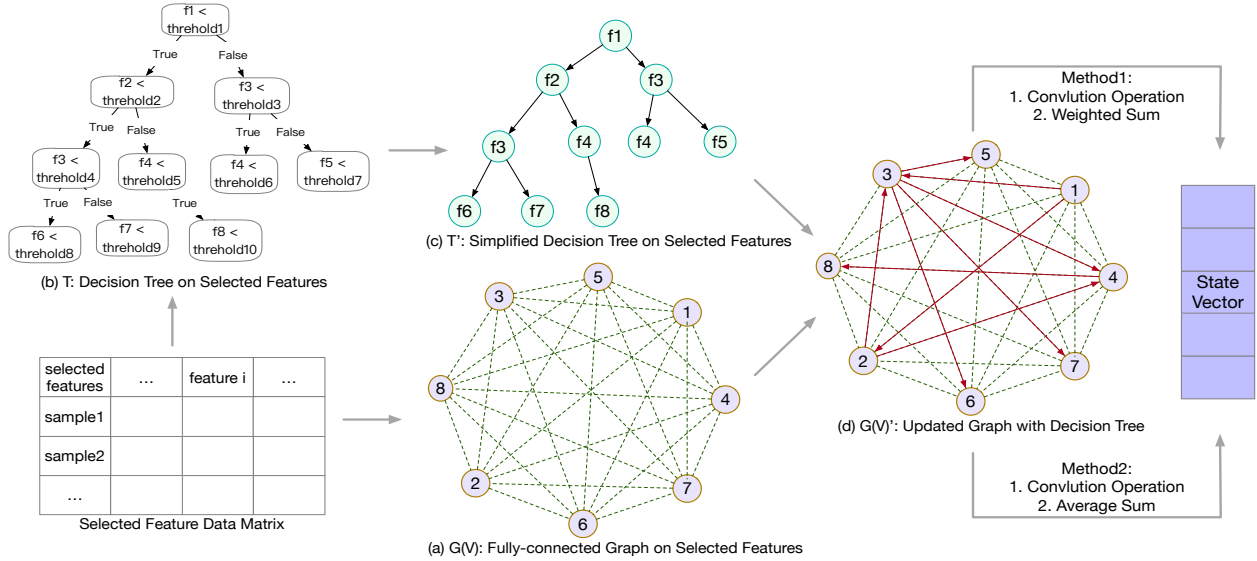 f1 <
threhold1
True
False
f2 <
threhold2
f3 <
threhold3
True
False
True
False
f3 <
threhold4
f4 <
threhold5
f4 <
threhold6
f5 <
threhold7
True
False
True
f6 <
threhold8
f7 <
threhold9
f8 <
threhold10
(b) T: Decision Tree on Selected Features
selected
features
...
feature i
...
sample1
sample2
...
Selected Feature Data Matrix
f1
f2
f3
f3
f4
f4
f5
f6
f7
f8
(c) T’: Simplified Decision Tree on Selected Features
5
3
1
8
4
2
7
6
(a) G(V): Fully-connected Graph on Selected Features
Method1:
1. Convlution Operation
2. Weighted Sum
5
3
1
8
4
2
7
6
(d) G(V)’: Updated Graph with Decision Tree
Method2:
1. Convlution Operation
2. Average Sum
State
Vector